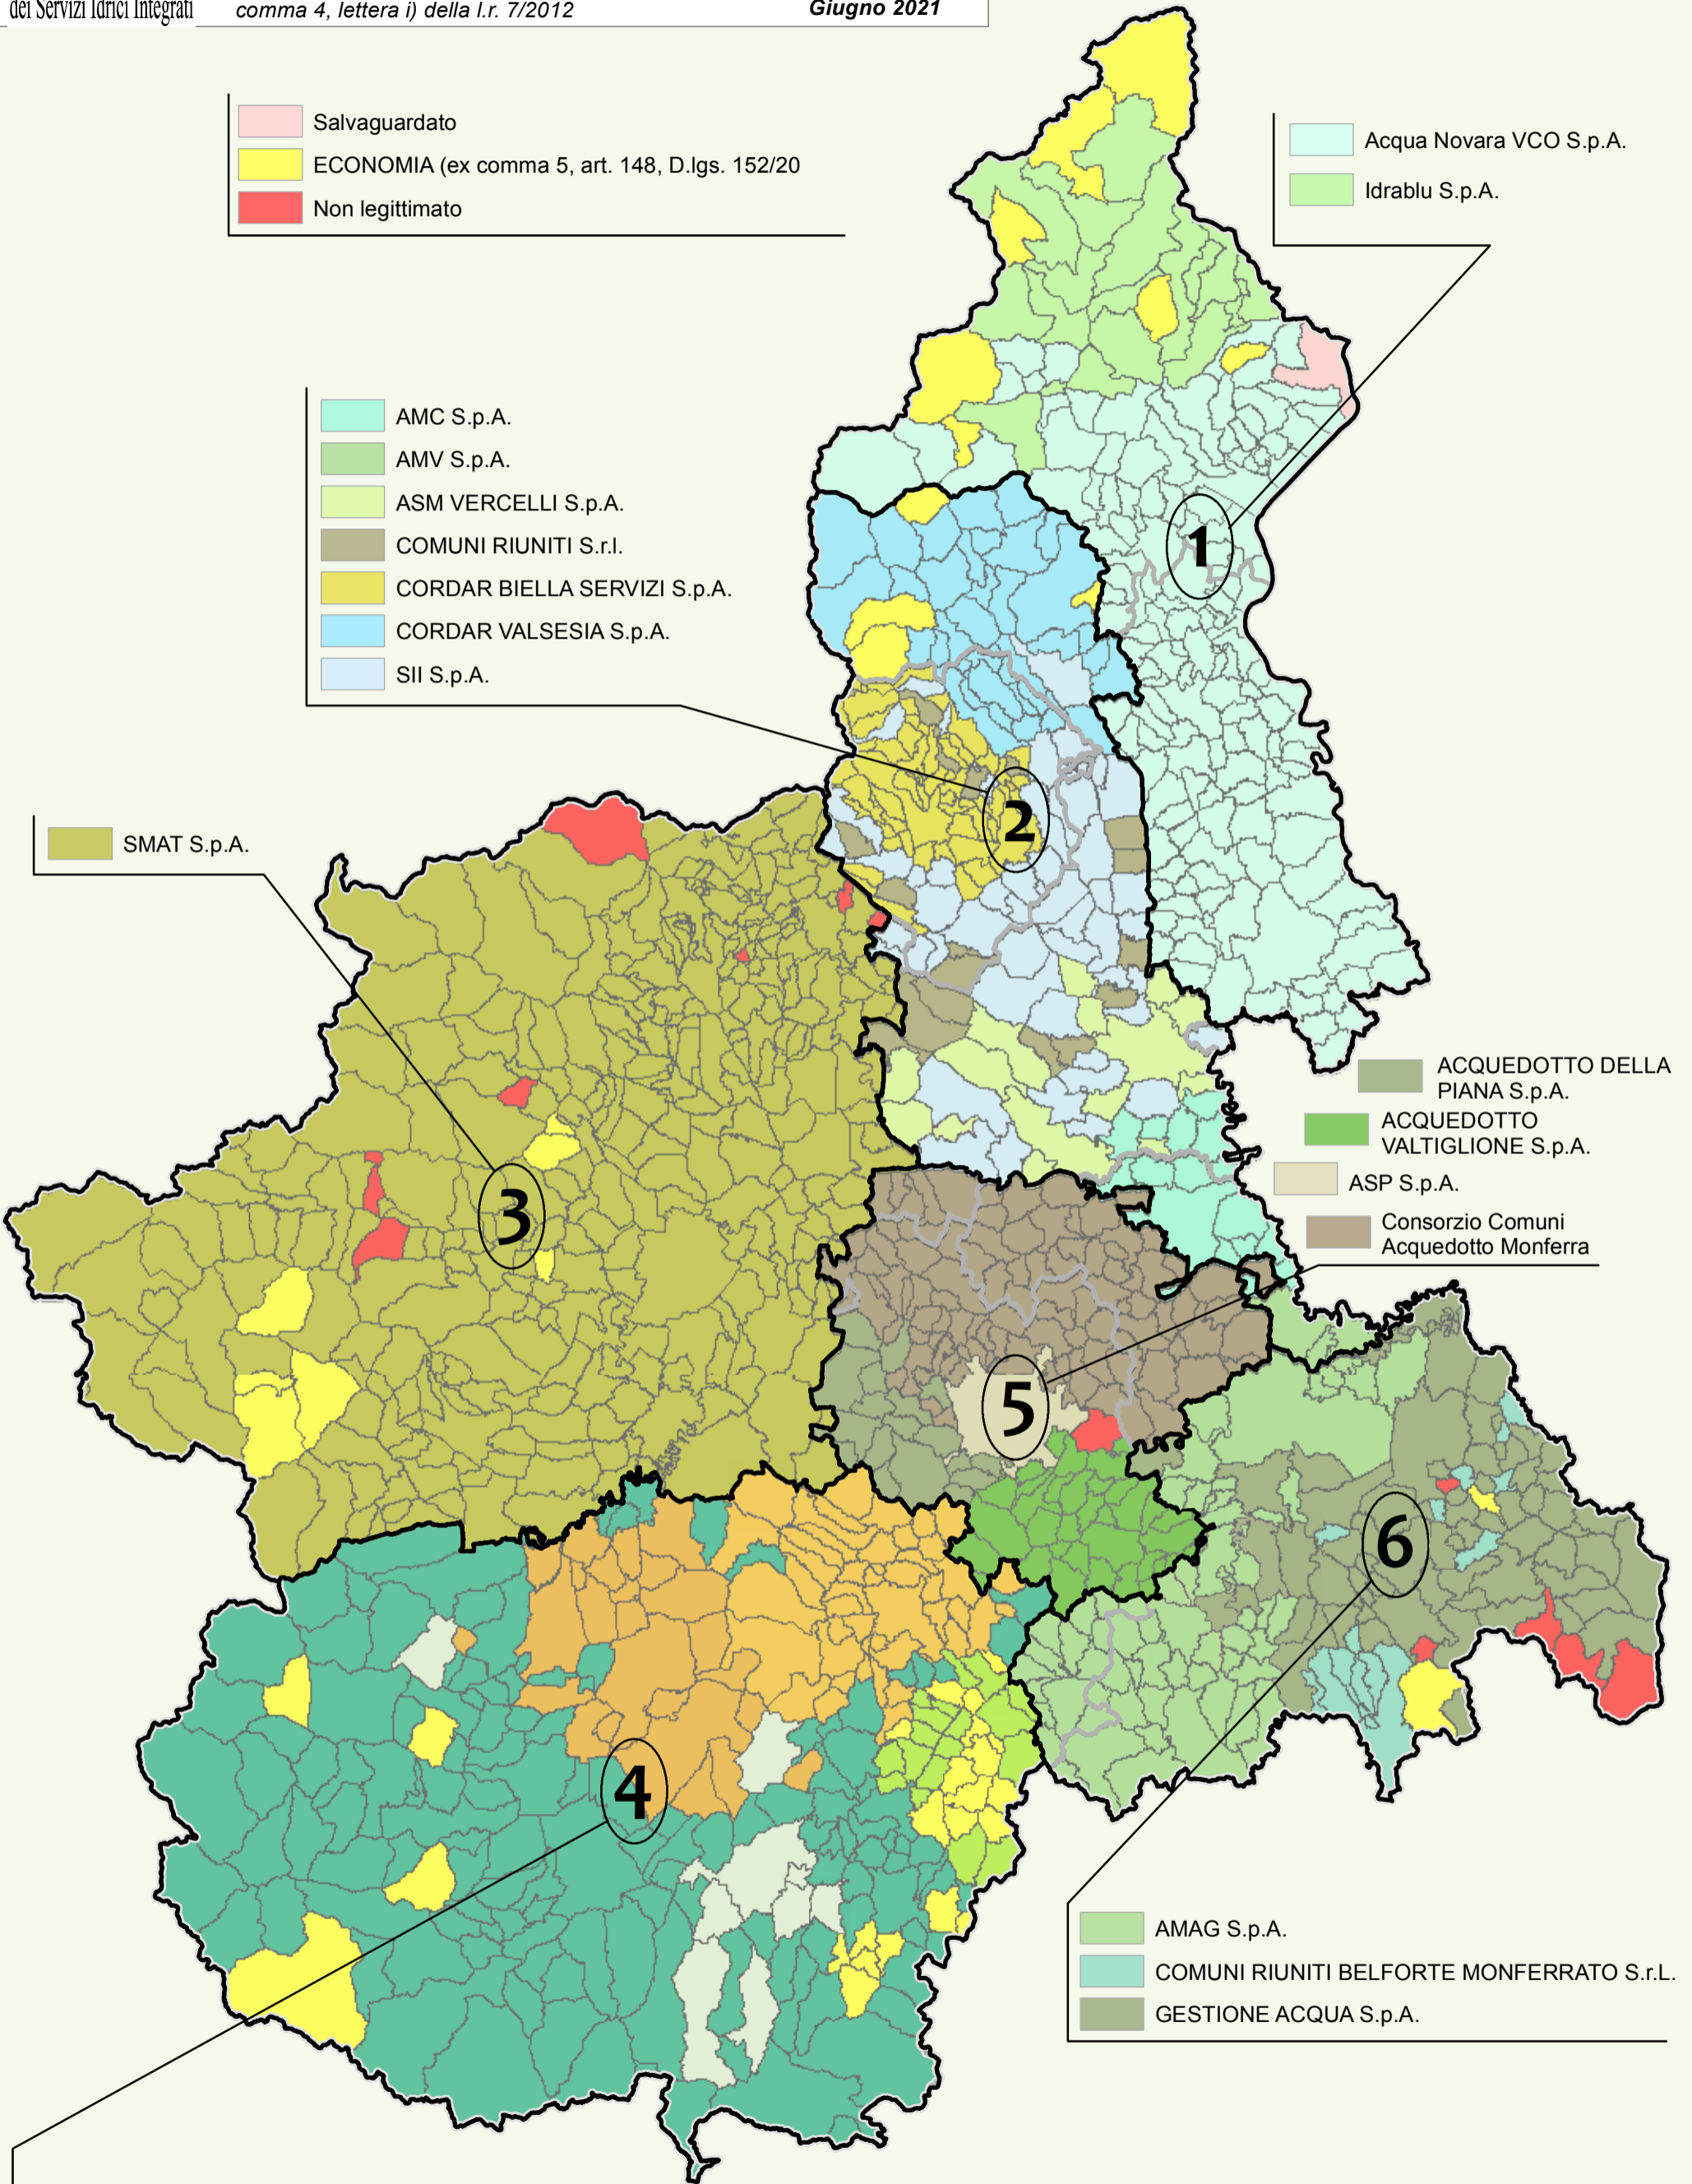 dei Servizi Idrici Integrati
comma 4, lettera i) della l.r. 7/2012
Giugno 2021
Salvaguardato
ECONOMIA (ex comma 5, art. 148, D.lgs. 152/20
Non legittimato
Acqua Novara VCO S.p.A.
Idrablu S.p.A.
AMC S.p.A.
AMV S.p.A.
ASM VERCELLI S.p.A.
COMUNI RIUNITI S.r.l.
CORDAR BIELLA SERVIZI S.p.A.
CORDAR VALSESIA S.p.A.
SII S.p.A.
1
2
SMAT S.p.A.
3
ACQUEDOTTO DELLA
PIANA S.p.A.
ACQUEDOTTO
VALTIGLIONE S.p.A.
ASP S.p.A.
Consorzio Comuni
Acquedotto Monferra
5
6
4
AMAG S.p.A.
COMUNI RIUNITI BELFORTE MONFERRATO S.r.L.
GESTIONE ACQUA S.p.A.